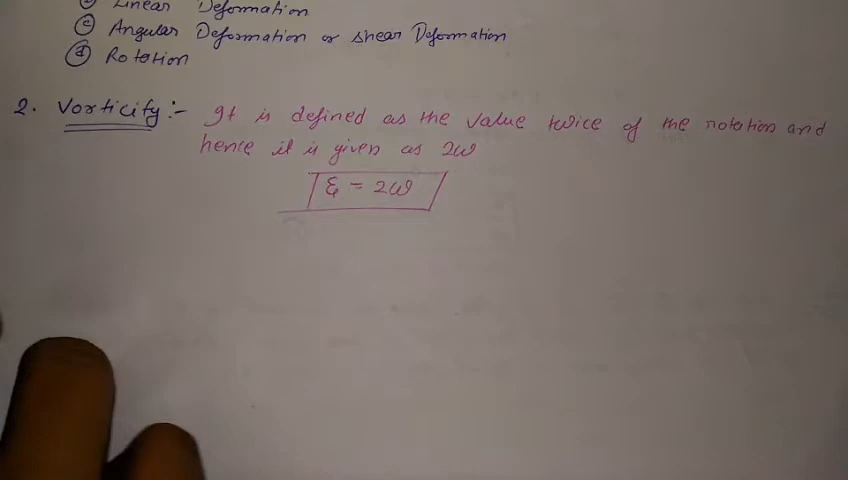 Linear Deformation
(c) Angular Deformation or shear Deformation
(d) Rotation
2. Vorticity :- It is defined as the value twice of the rotation and
hence it is given as 2ω
ξ = 2ω